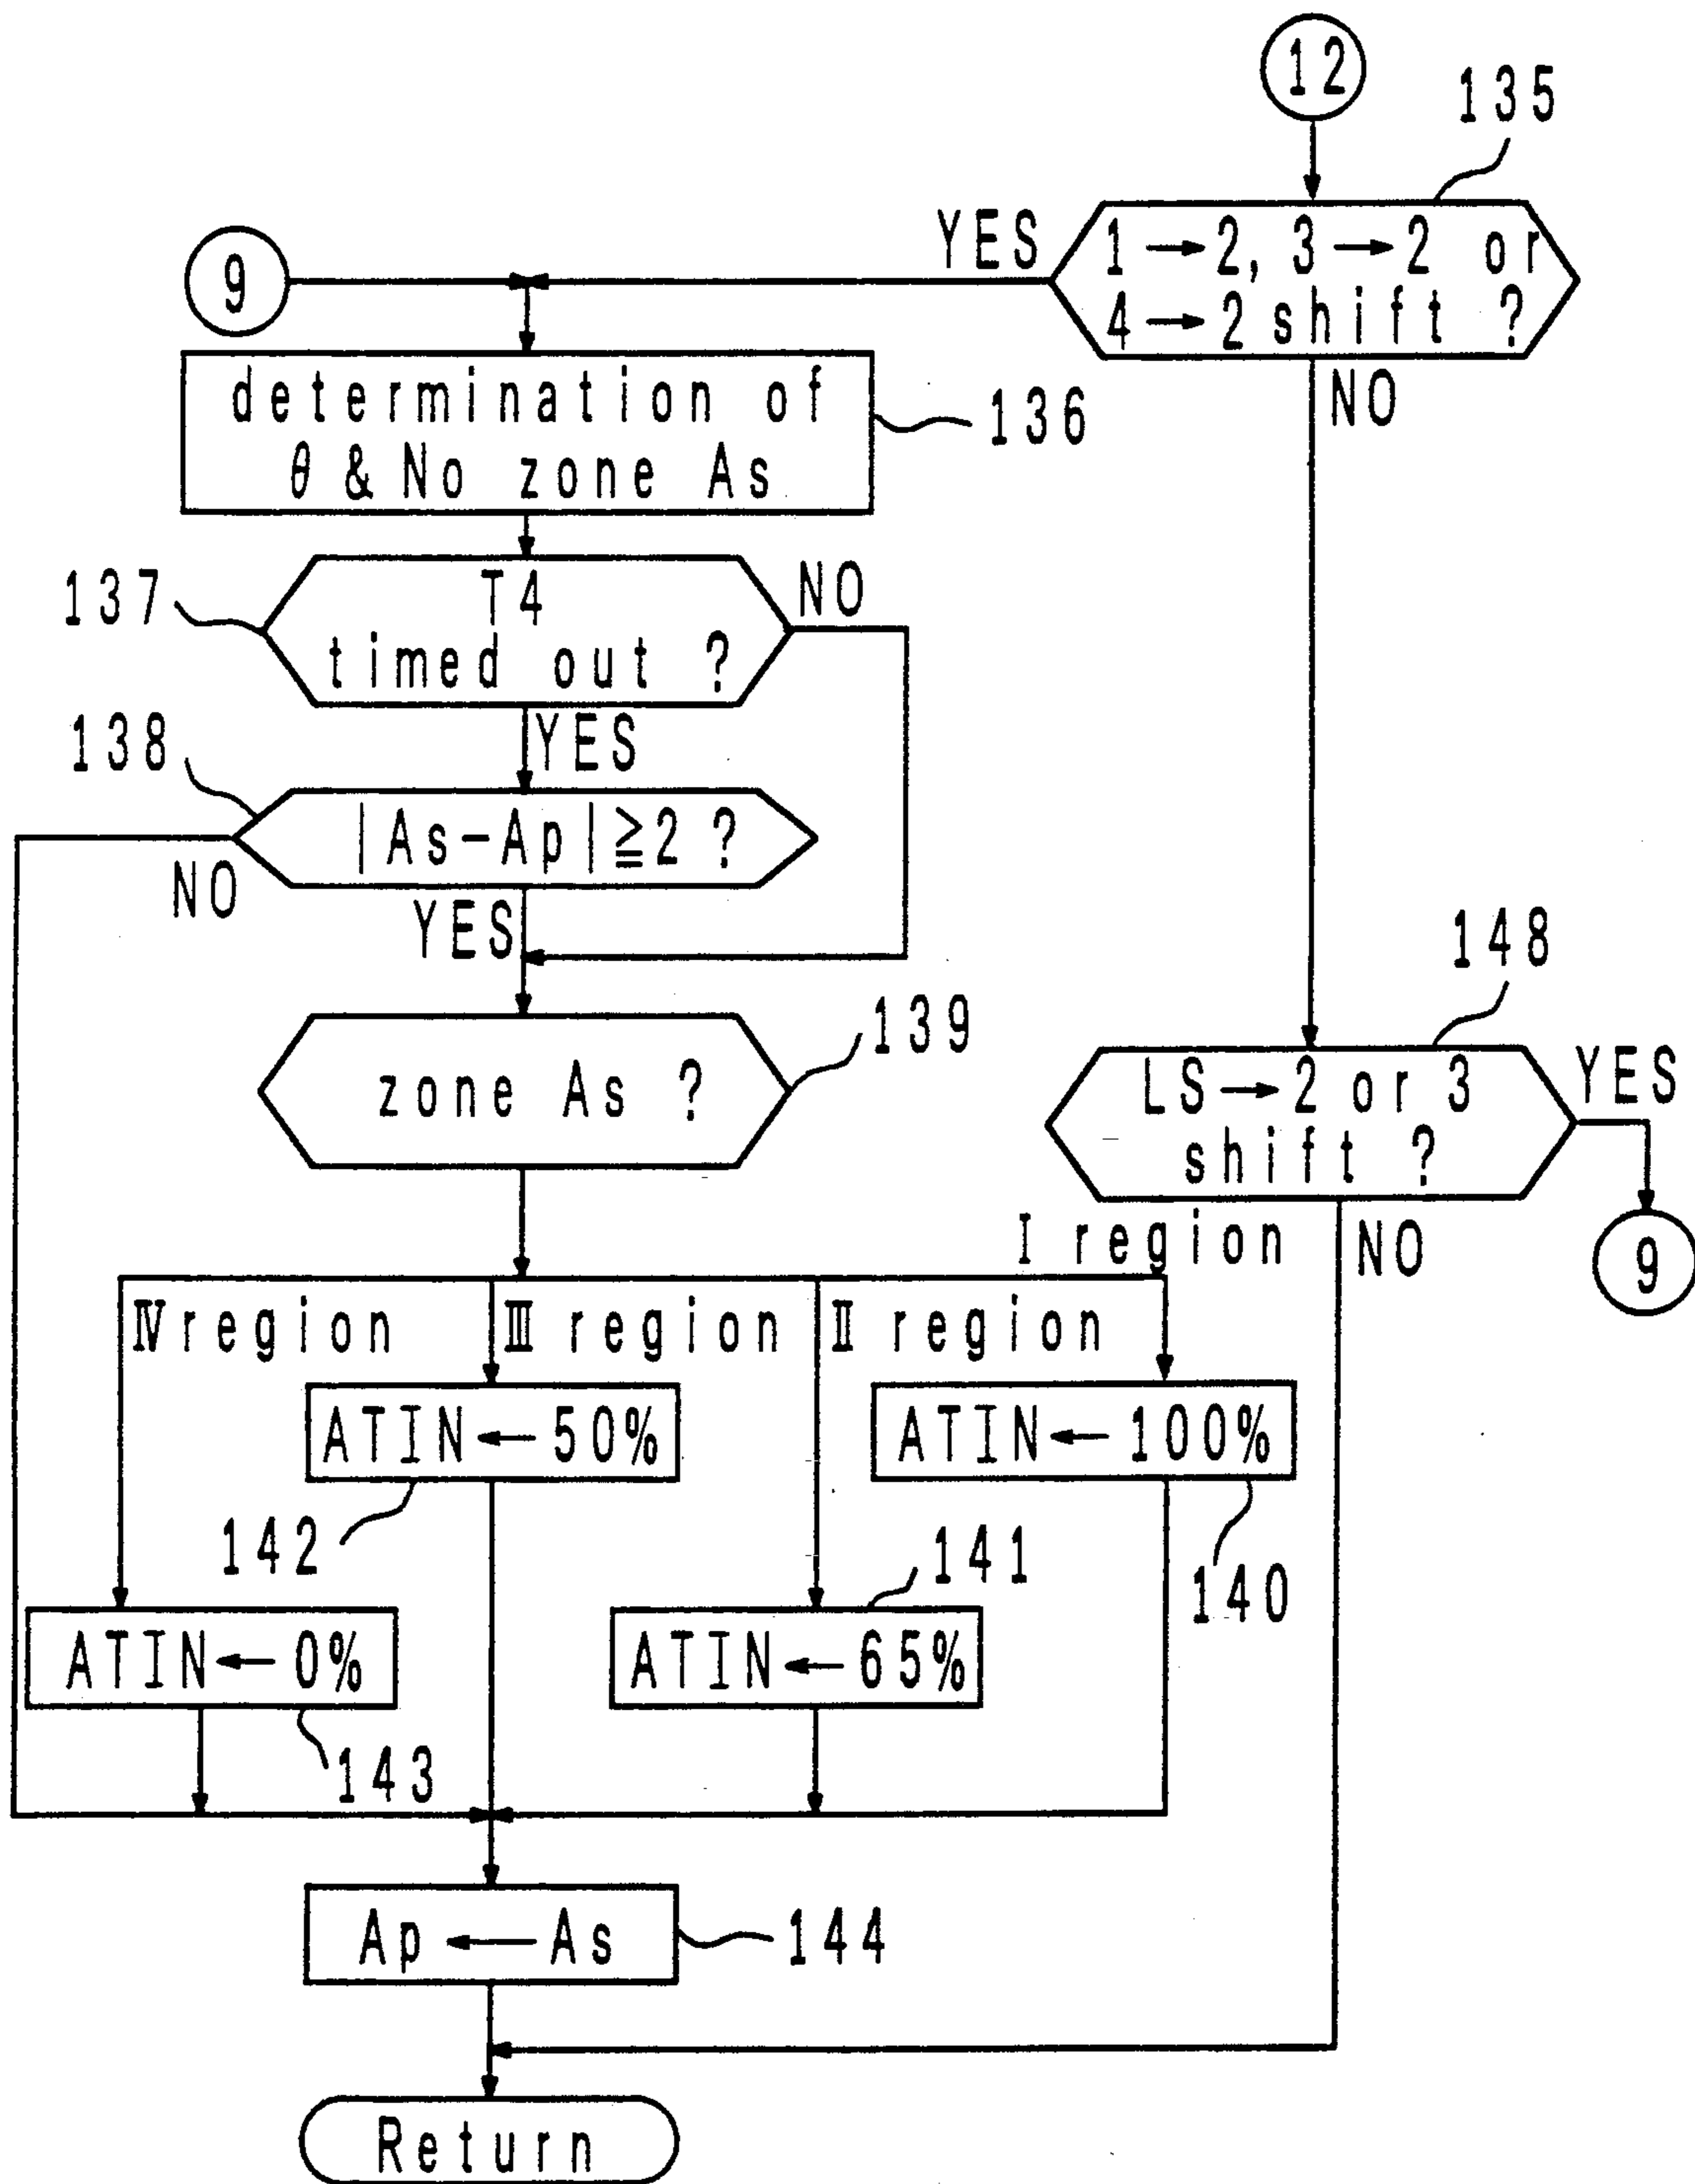 12
135
YES
1→2, 3→2 or
4→2 shift ?
NO
9
determination of
θ & No zone As
136
137
T4
timed out ?
NO
YES
138
|As-Ap|≧2 ?
NO
YES
139
zone As ?
148
LS→2 or 3
shift ?
YES
NO
9
I region
IV region
III region
II region
ATIN←50%
ATIN←100%
142
141
140
ATIN←0%
ATIN←65%
143
Ap←As
144
Return